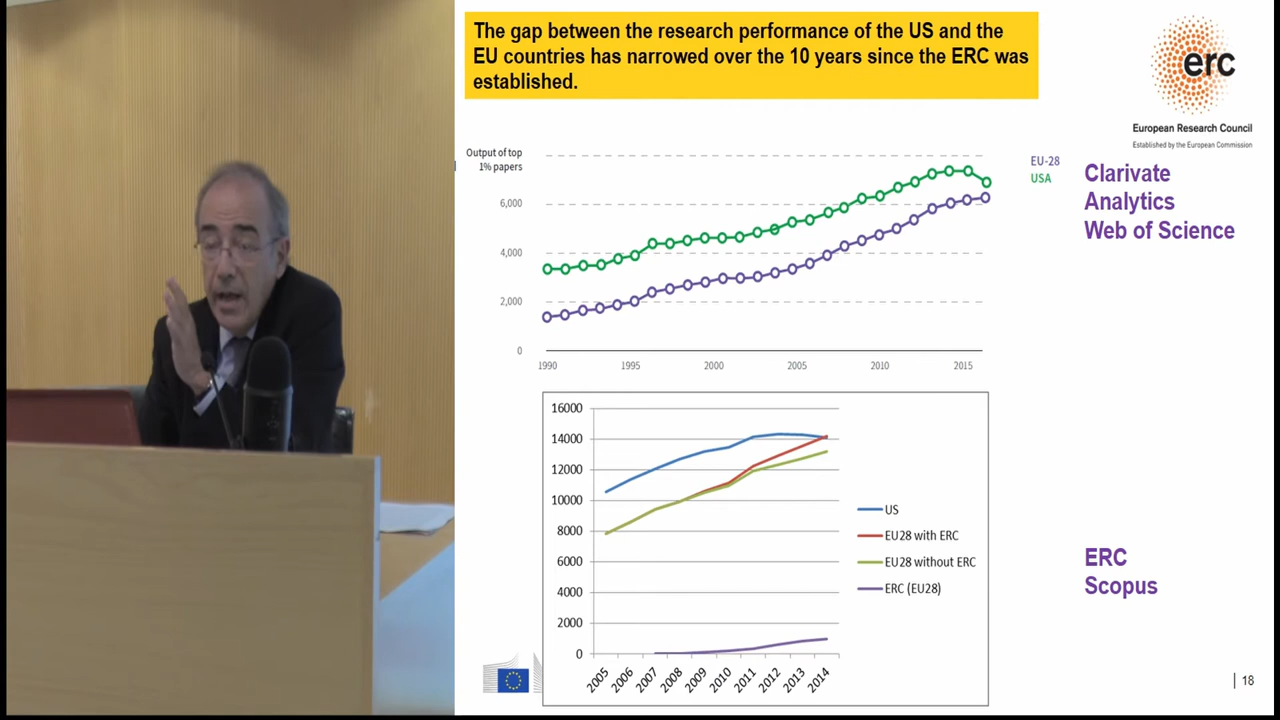 The gap between the research performance of the US and the
EU countries has narrowed over the 10 years since the ERC was
established.
erc
European Research Council
Established by the European Commission
Output of top
1% papers
6,000
4,000
2,000
0
1990
1995
2000
2005
2010
2015
EU-28
USA
Clarivate
Analytics
Web of Science
16000
14000
12000
10000
8000
6000
4000
2000
0
2005
2006
2007
2008
2009
2010
2011
2012
2013
2014
US
EU28 with ERC
EU28 without ERC
ERC (EU28)
ERC
Scopus
| 18